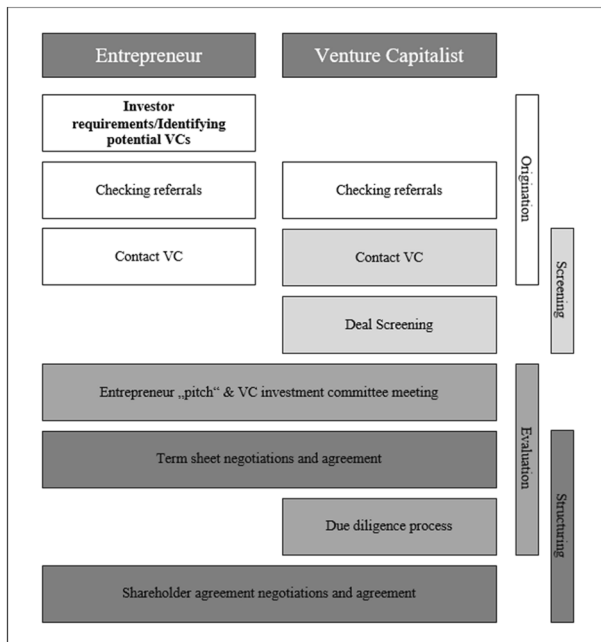 Entrepreneur
Venture Capitalist
Investor
requirements/Identifying
potential VCs
Checking referrals
Checking referrals
Contact VC
Contact VC
Deal Screening
Entrepreneur „pitch“ & VC investment committee meeting
Term sheet negotiations and agreement
Due diligence process
Shareholder agreement negotiations and agreement
Origination
Screening
Evaluation
Structuring